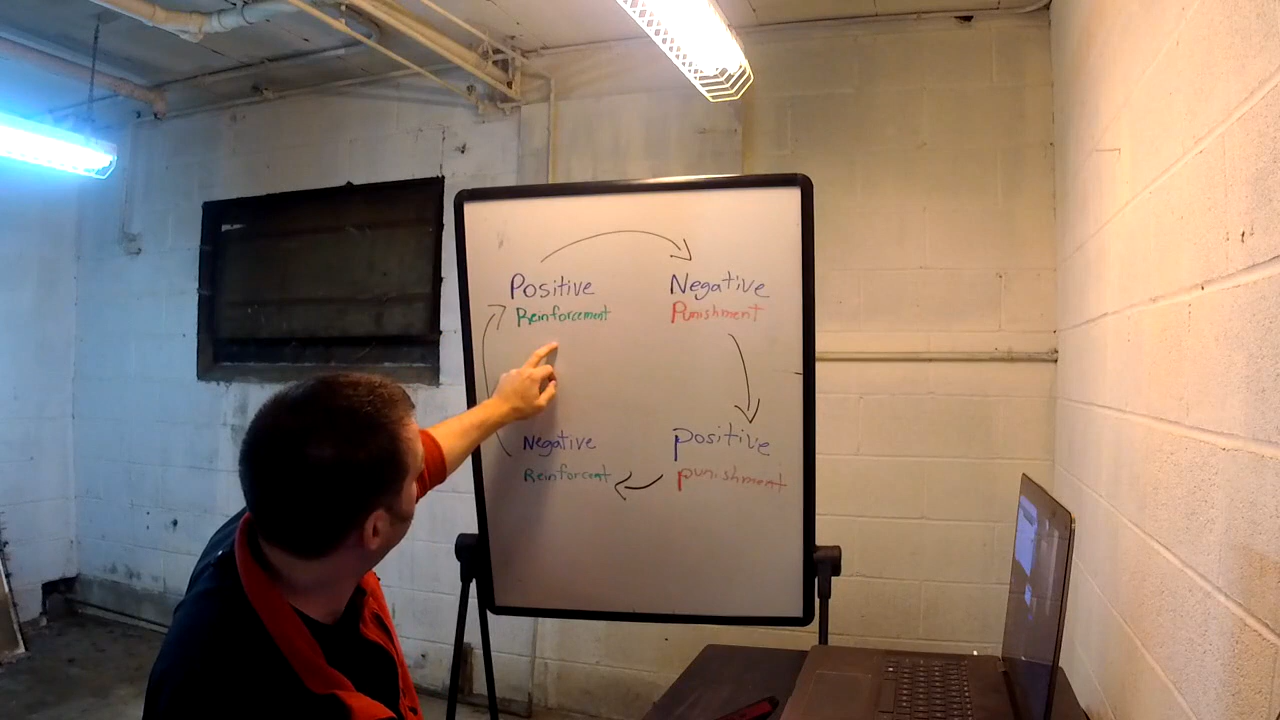 Positive
Reinforcement
Negative
Punishment
Negative
Reinforcent
positive
punishment